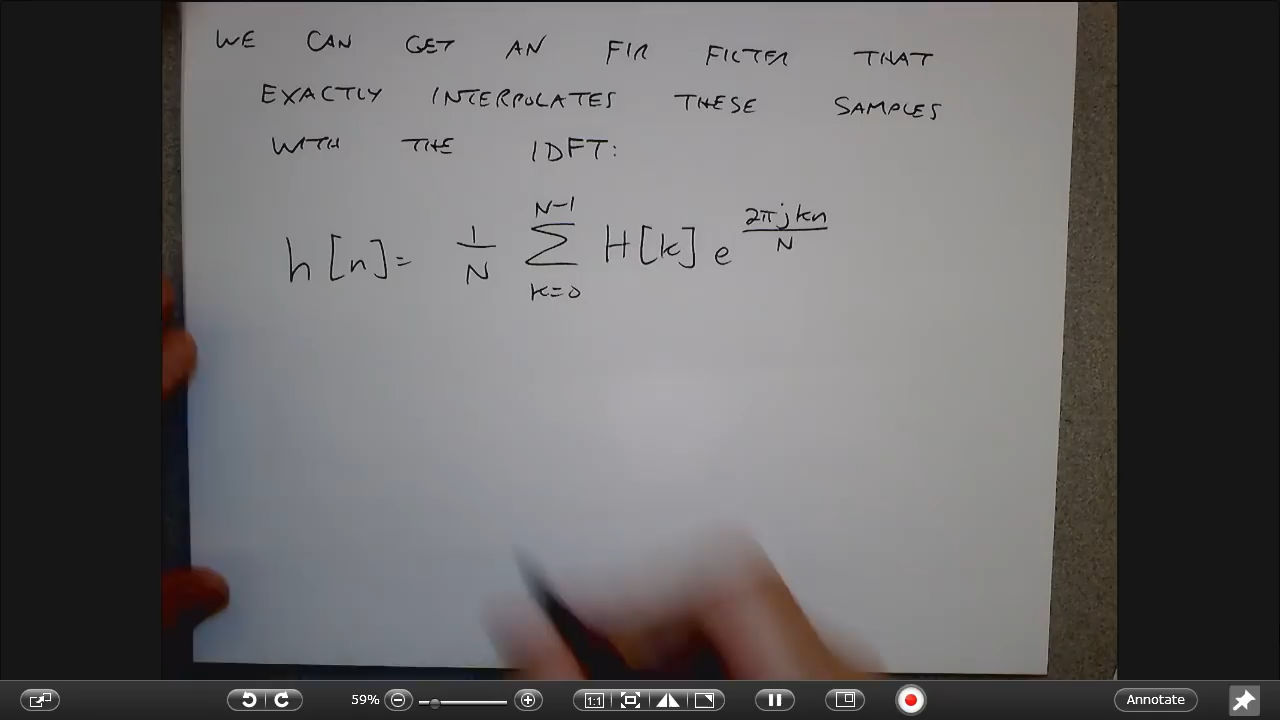 WE CAN GET AN FIR FILTER THAT
EXACTLY INTERPOLATES THESE SAMPLES
WITH THE IDFT:
h[n] = 1/N ∑_{k=0}^{N-1} H[k] e^{2πjkn/N}
59%
1:1
Annotate